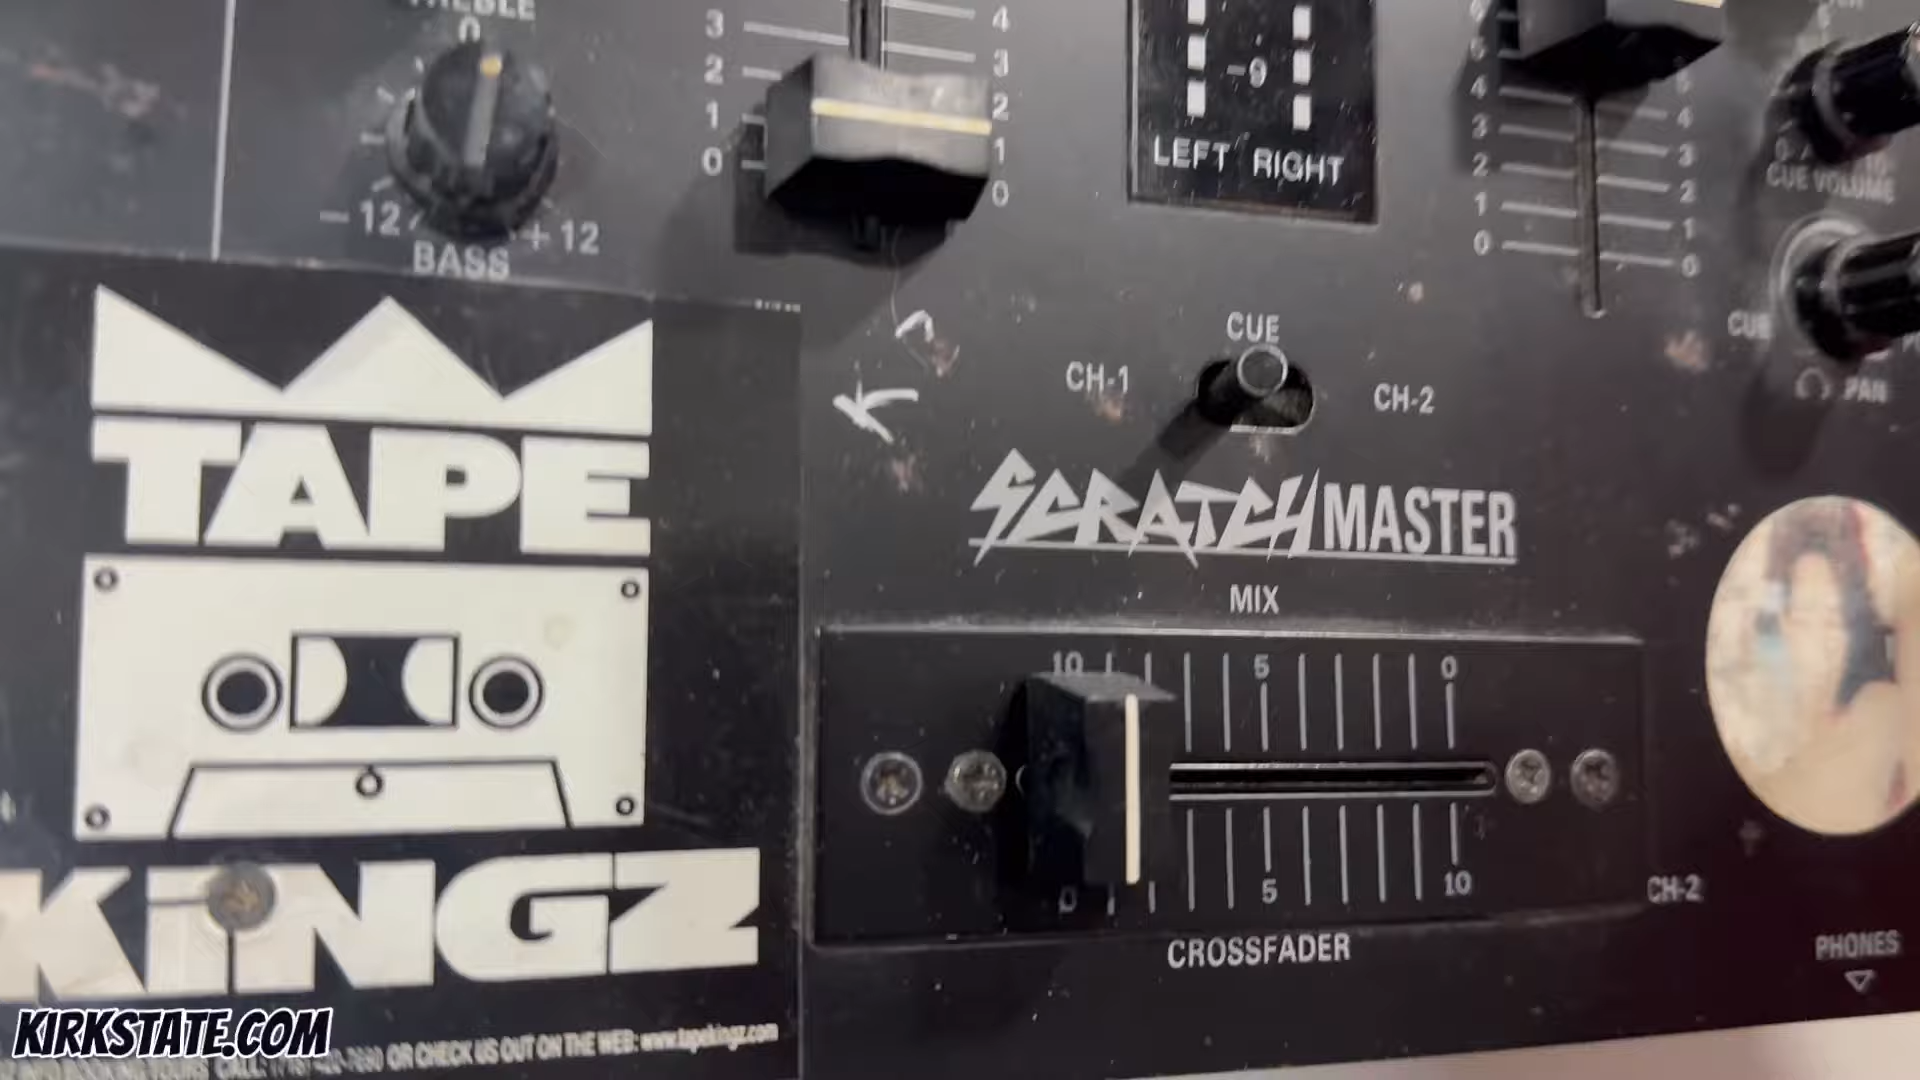 TREBLE
0
-12 +12
BASS
3
2
1
0
4
3
2
1
0
-9
LEFT RIGHT
6
5
4
3
2
1
0
4
3
2
1
0
CUE VOLUME
CUE
PAN
CUE
CH-1
CH-2
K
SCRATCHMASTER
MIX
10 5 0
0 5 10
CROSSFADER
CH-2
PHONES
TAPE
KINGZ
OR CHECK US OUT ON THE WEB: www.tapekingz.com
KIRKSTATE.COM